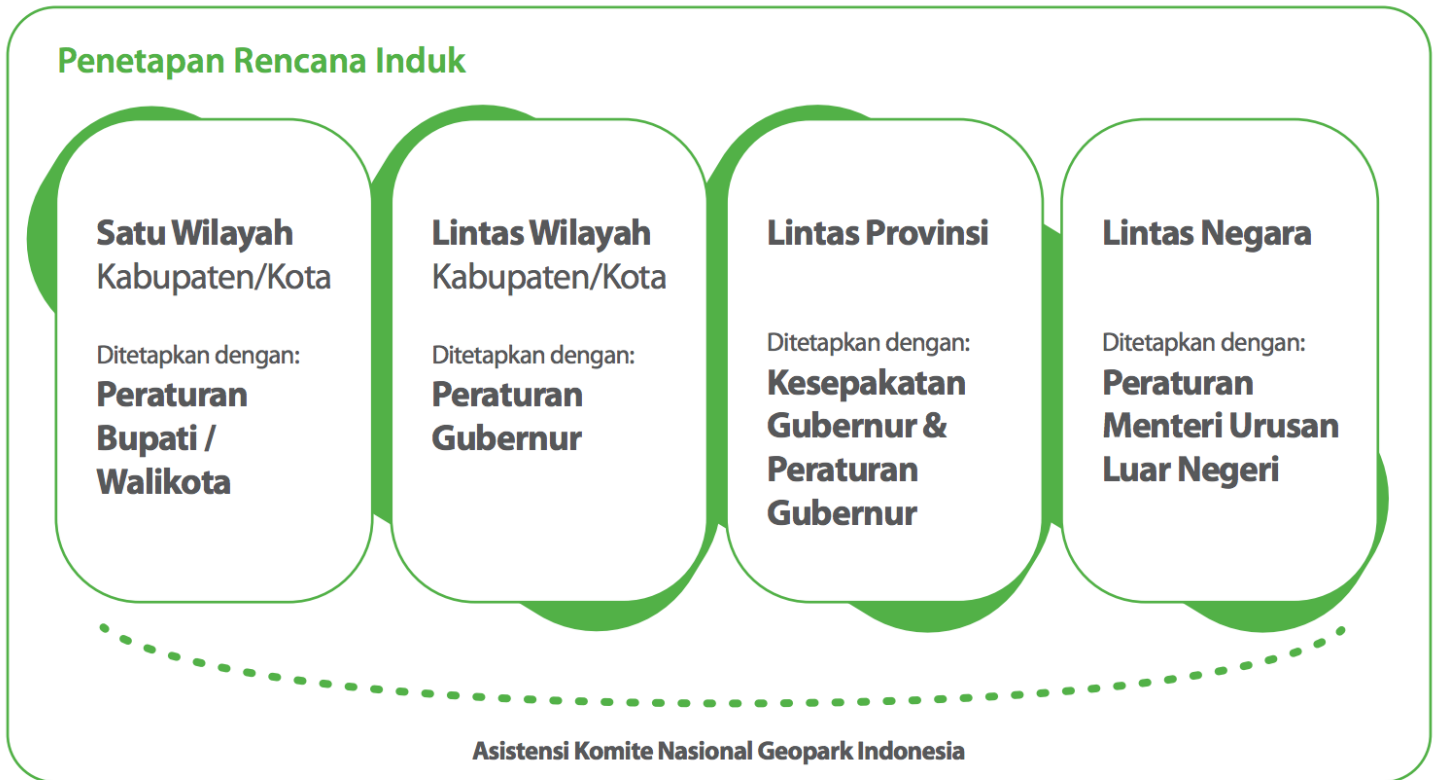 Penetapan Rencana Induk
Satu Wilayah
Kabupaten/Kota
Ditetapkan dengan:
Peraturan
Bupati /
Walikota
Lintas Wilayah
Kabupaten/Kota
Ditetapkan dengan:
Peraturan
Gubernur
Lintas Provinsi
Ditetapkan dengan:
Kesepakatan
Gubernur &
Peraturan
Gubernur
Lintas Negara
Ditetapkan dengan:
Peraturan
Menteri Urusan
Luar Negeri
Asistensi Komite Nasional Geopark Indonesia